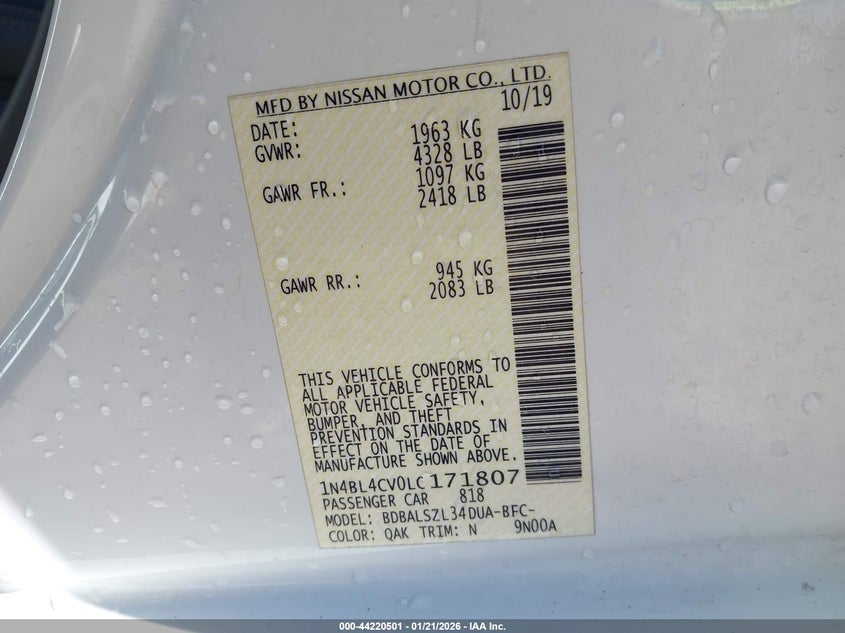 MFD BY NISSAN MOTOR CO., LTD.
DATE: 10/19
GVWR: 1963 KG
4328 LB
GAWR FR.: 1097 KG
2418 LB
GAWR RR.: 945 KG
2083 LB
THIS VEHICLE CONFORMS TO
ALL APPLICABLE FEDERAL
MOTOR VEHICLE SAFETY,
BUMPER, AND THEFT
PREVENTION STANDARDS IN
EFFECT ON THE DATE OF
MANUFACTURE SHOWN ABOVE.
1N4BL4CV0LC171807
PASSENGER CAR 818
MODEL: BDBALSZL34DUA-BFC-
COLOR: QAK TRIM: N 9N00A
000-44220501 - 01/21/2026 - IAA Inc.